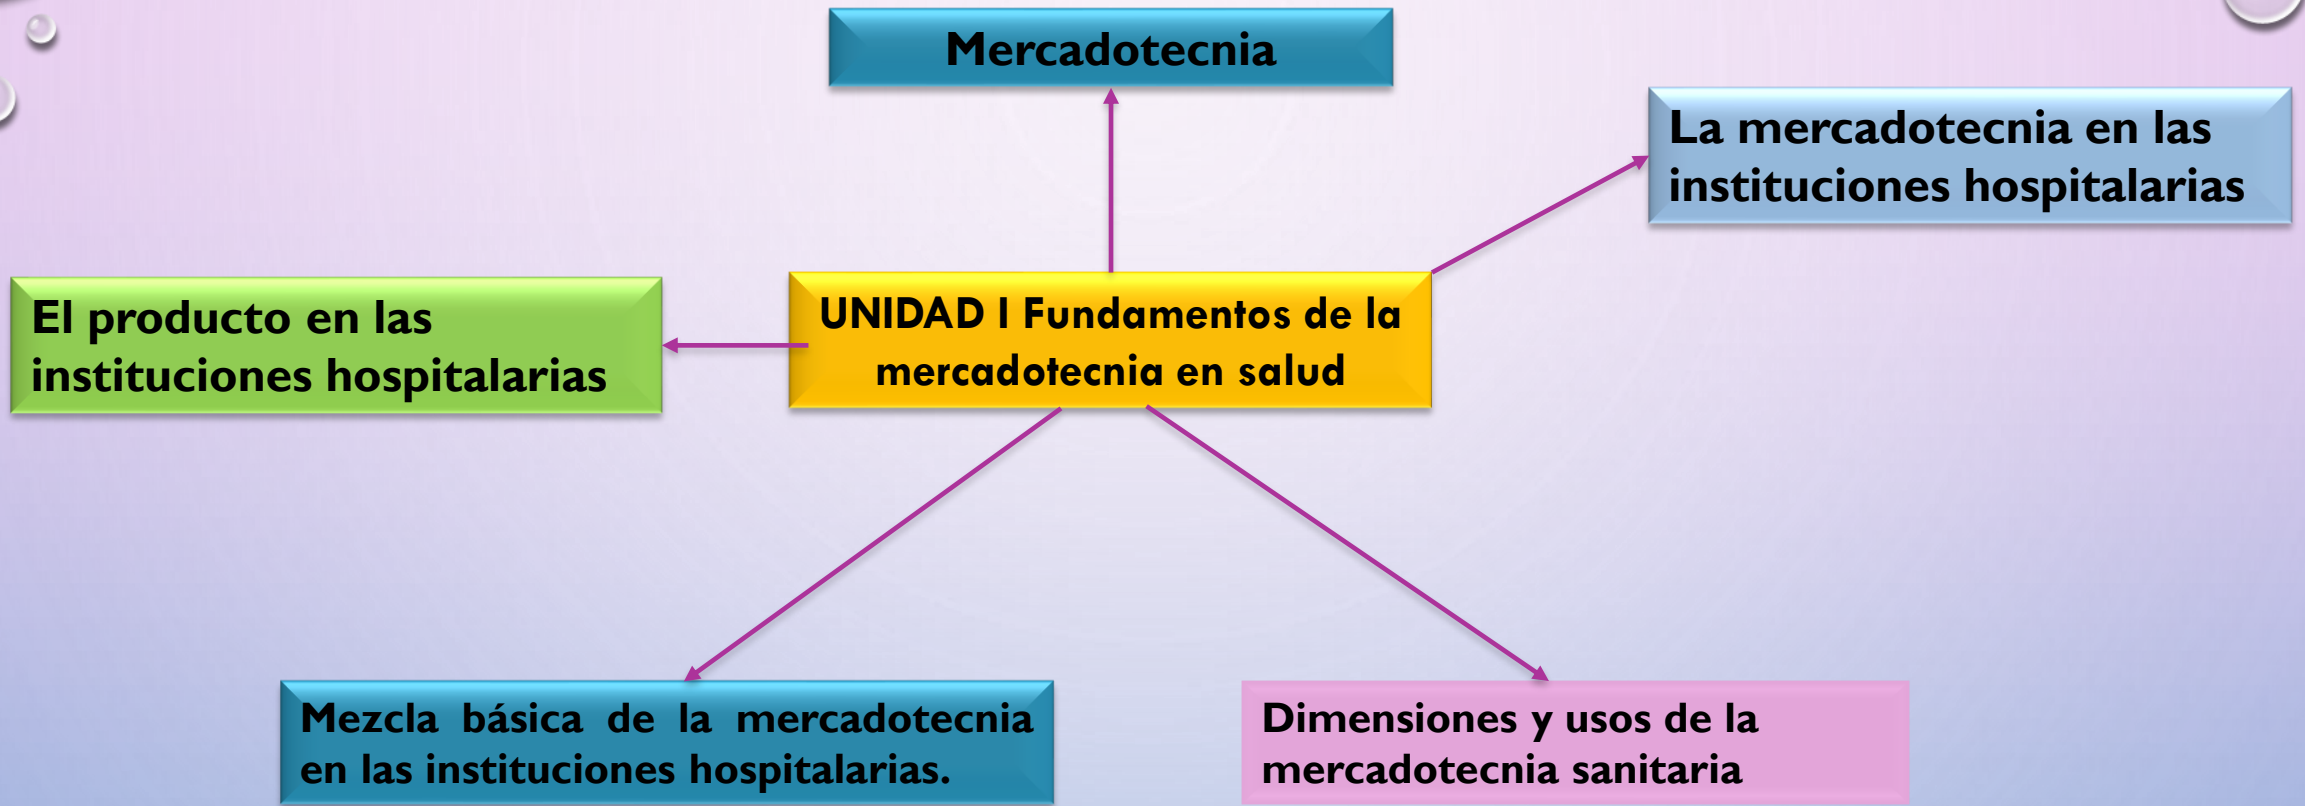 Mercadotecnia
La mercadotecnia en las
instituciones hospitalarias
El producto en las
instituciones hospitalarias
UNIDAD I Fundamentos de la
mercadotecnia en salud
Mezcla básica de la mercadotecnia
en las instituciones hospitalarias.
Dimensiones y usos de la
mercadotecnia sanitaria